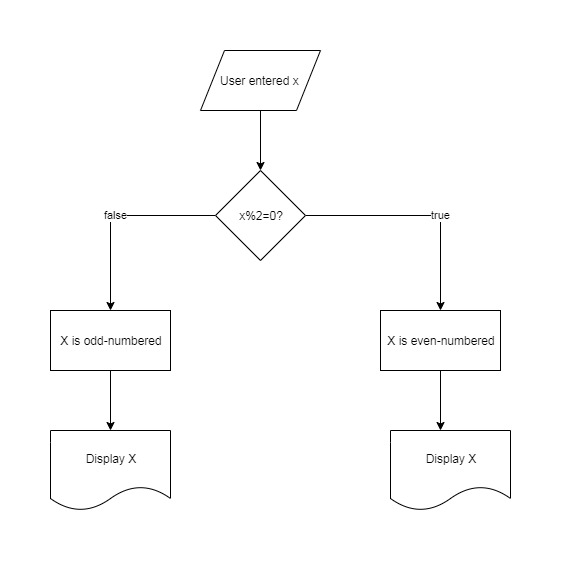 User entered x
x%2=0?
false
true
X is odd-numbered
X is even-numbered
Display X
Display X